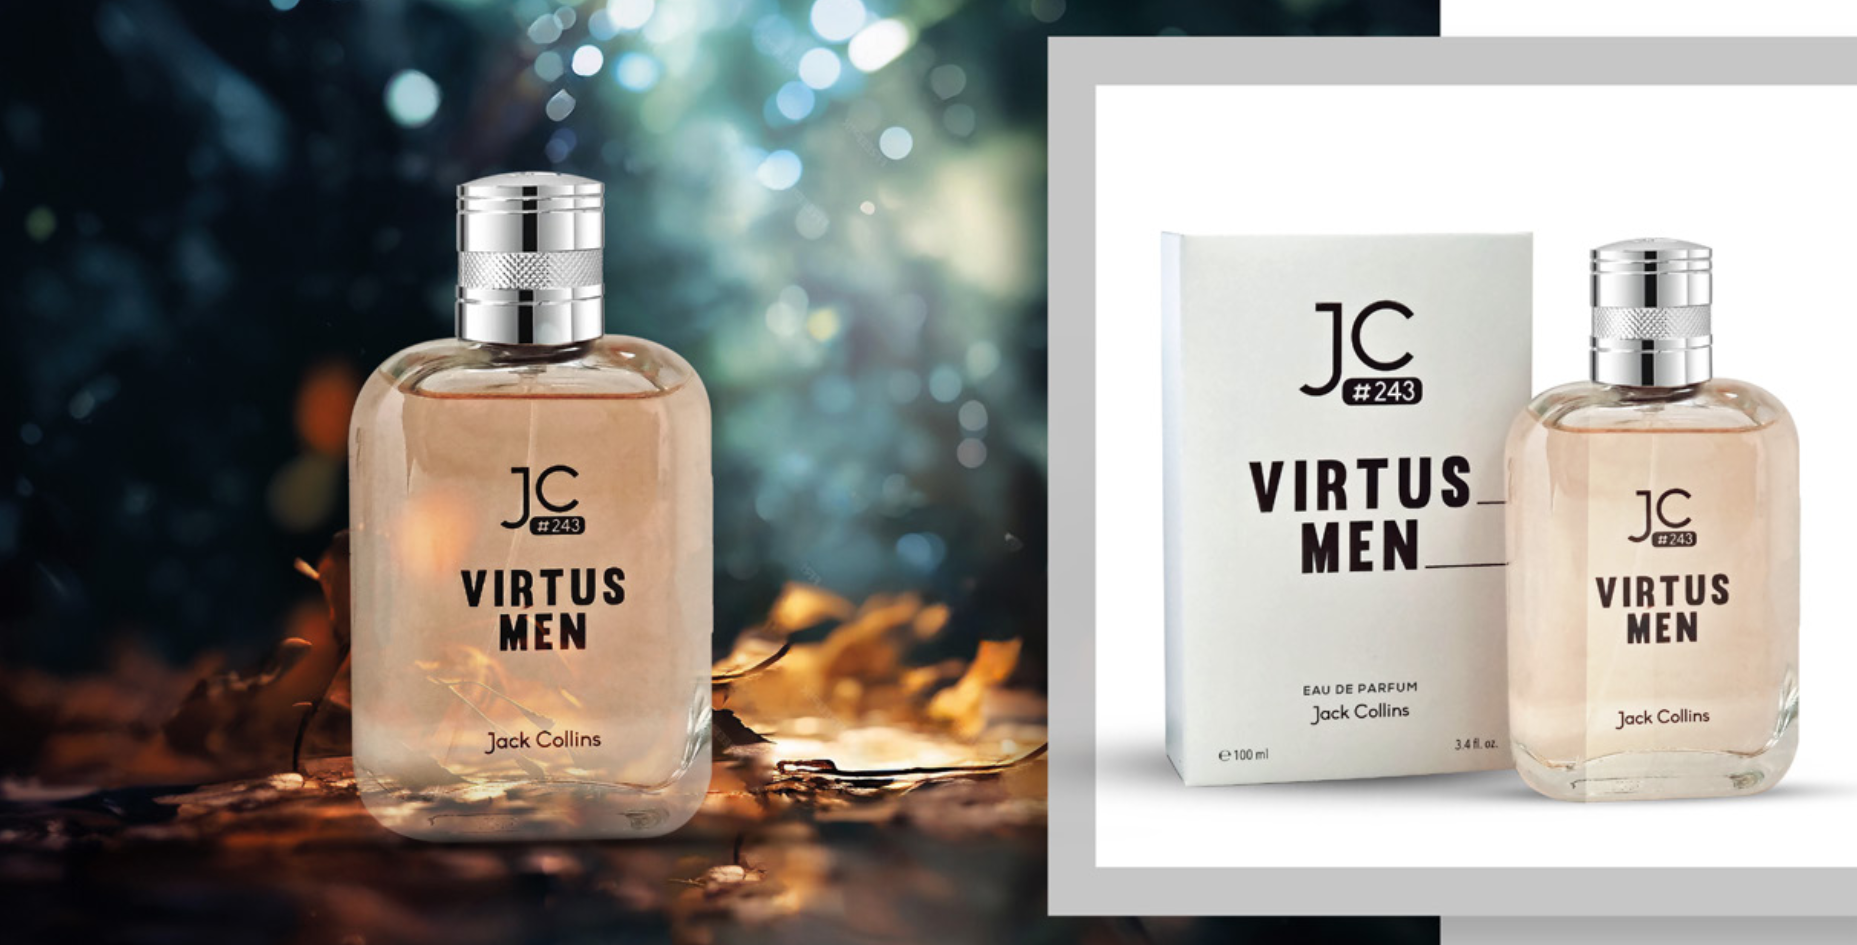 JC
#243
VIRTUS
MEN
Jack Collins
JC
#243
VIRTUS
MEN
EAU DE PARFUM
Jack Collins
℮ 100 ml
3.4 fl. oz.
JC
#243
VIRTUS
MEN
Jack Collins